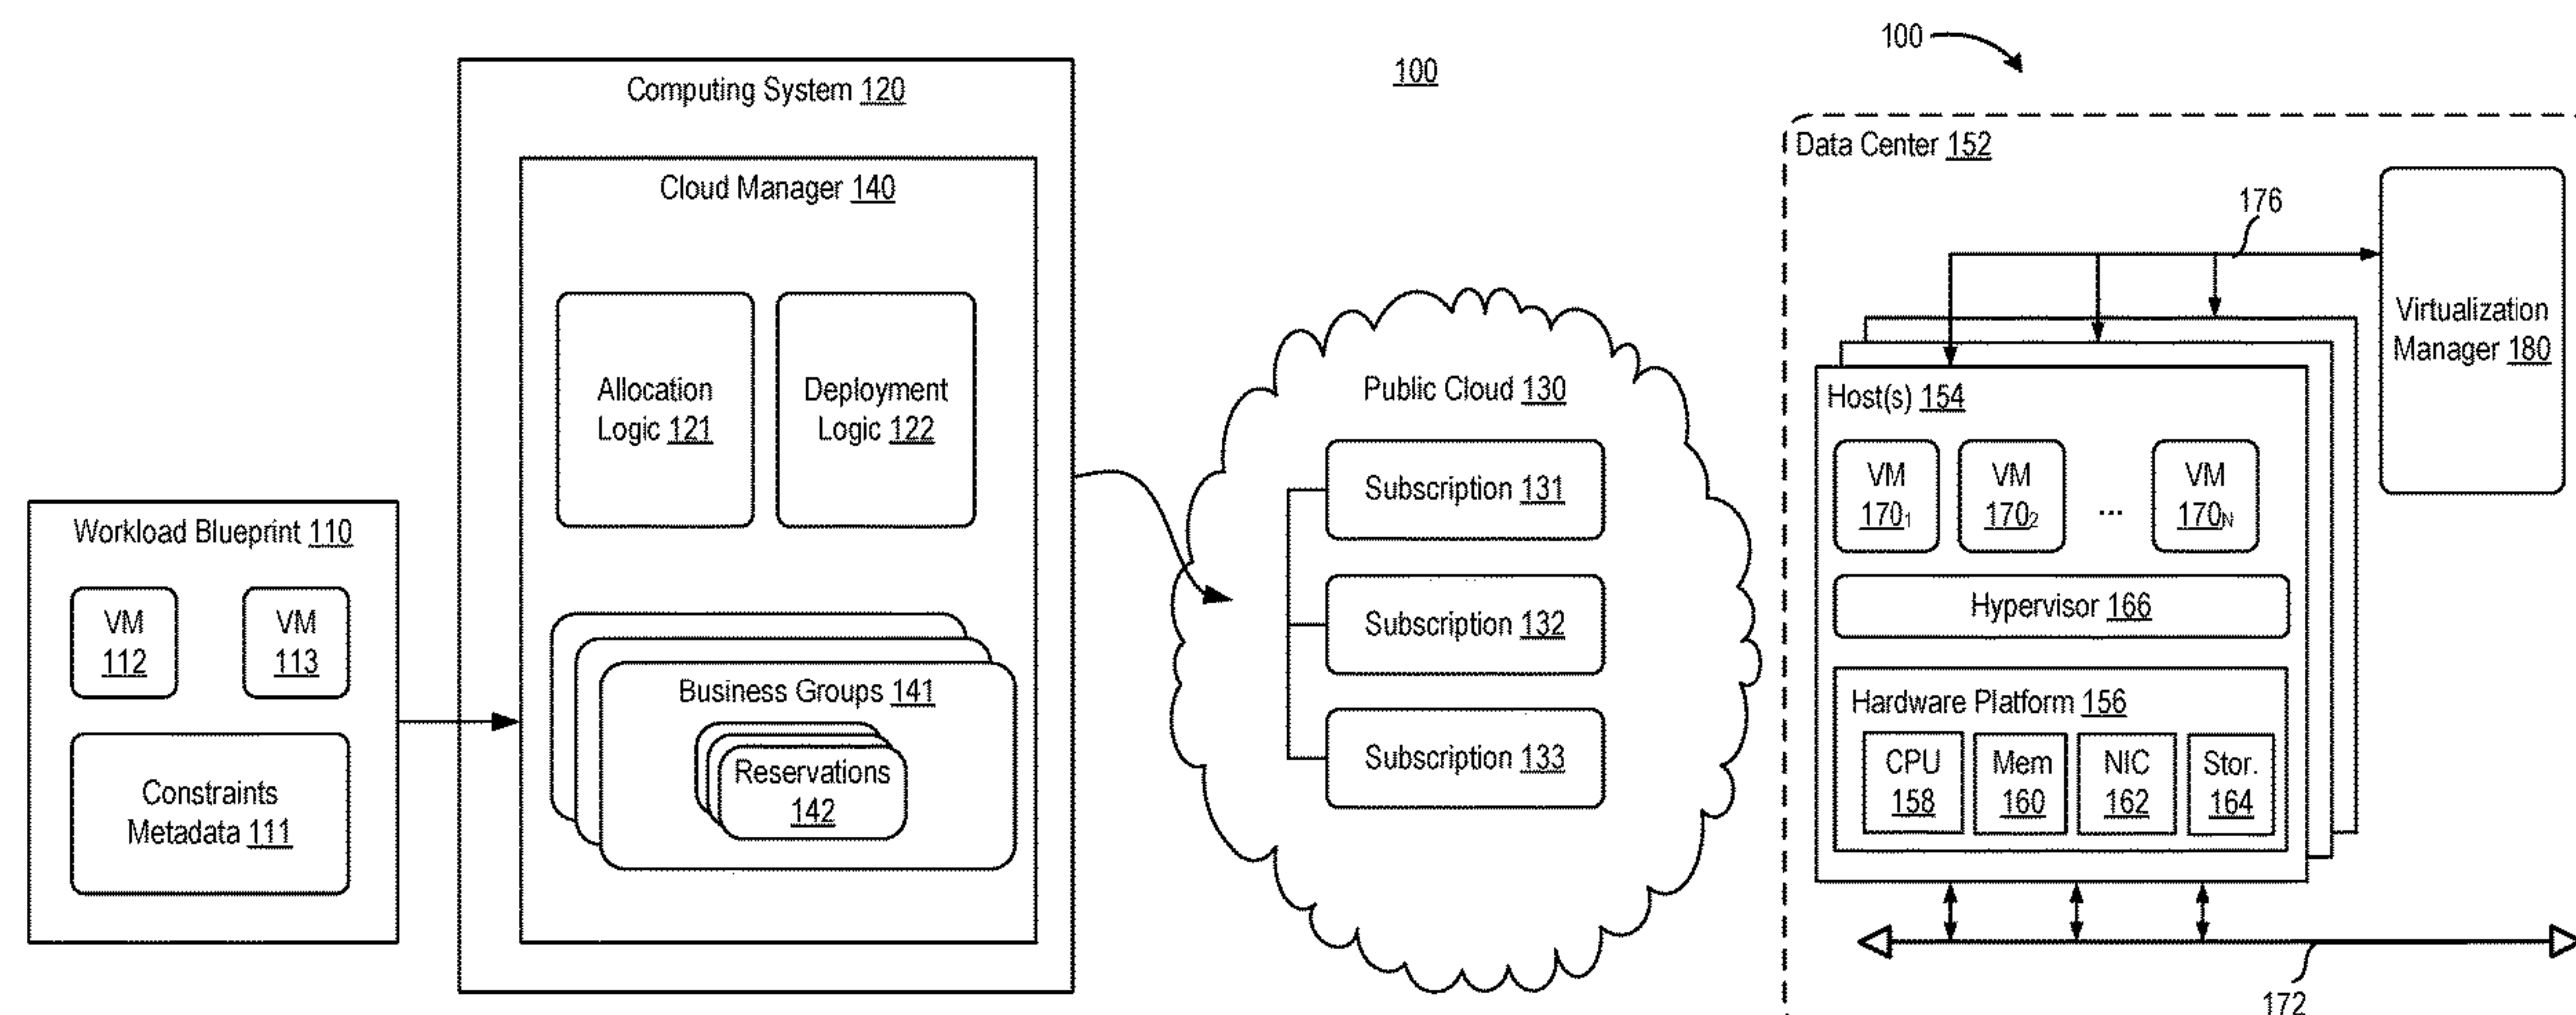 100
Computing System 120
Cloud Manager 140
Allocation
Logic 121
Deployment
Logic 122
Business Groups 141
Reservations
142
Workload Blueprint 110
VM
112
VM
113
Constraints
Metadata 111
Public Cloud 130
Subscription 131
Subscription 132
Subscription 133
100
Data Center 152
176
Virtualization
Manager 180
Host(s) 154
VM
170₁
VM
170₂
...
VM
170N
Hypervisor 166
Hardware Platform 156
CPU
158
Mem
160
NIC
162
Stor.
164
172